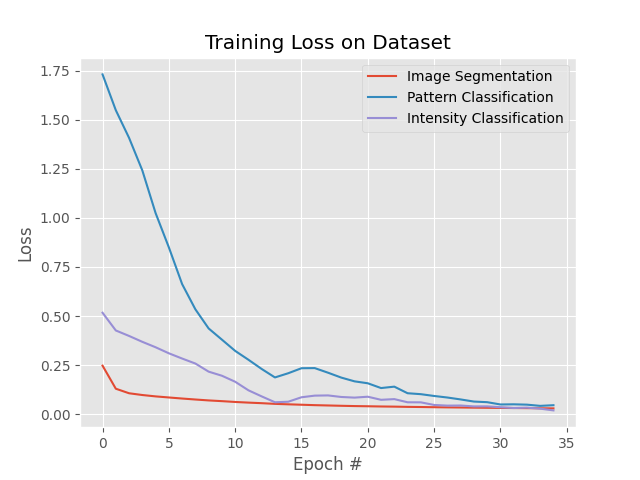 Training Loss on Dataset
Image Segmentation
Pattern Classification
Intensity Classification
Loss
1.75
1.50
1.25
1.00
0.75
0.50
0.25
0.00
0 5 10 15 20 25 30 35
Epoch #